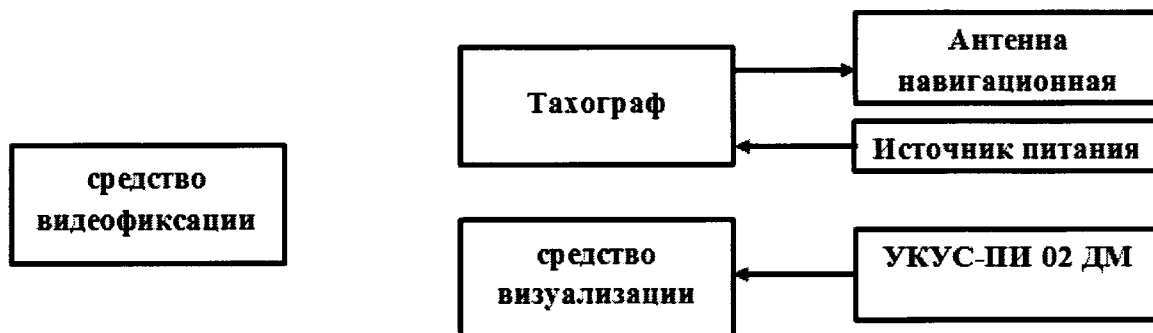 Антенна
навигационная
Тахограф
Источник питания
средство
видеофиксации
средство
визуализации
УКУС-ПИ 02 ДМ